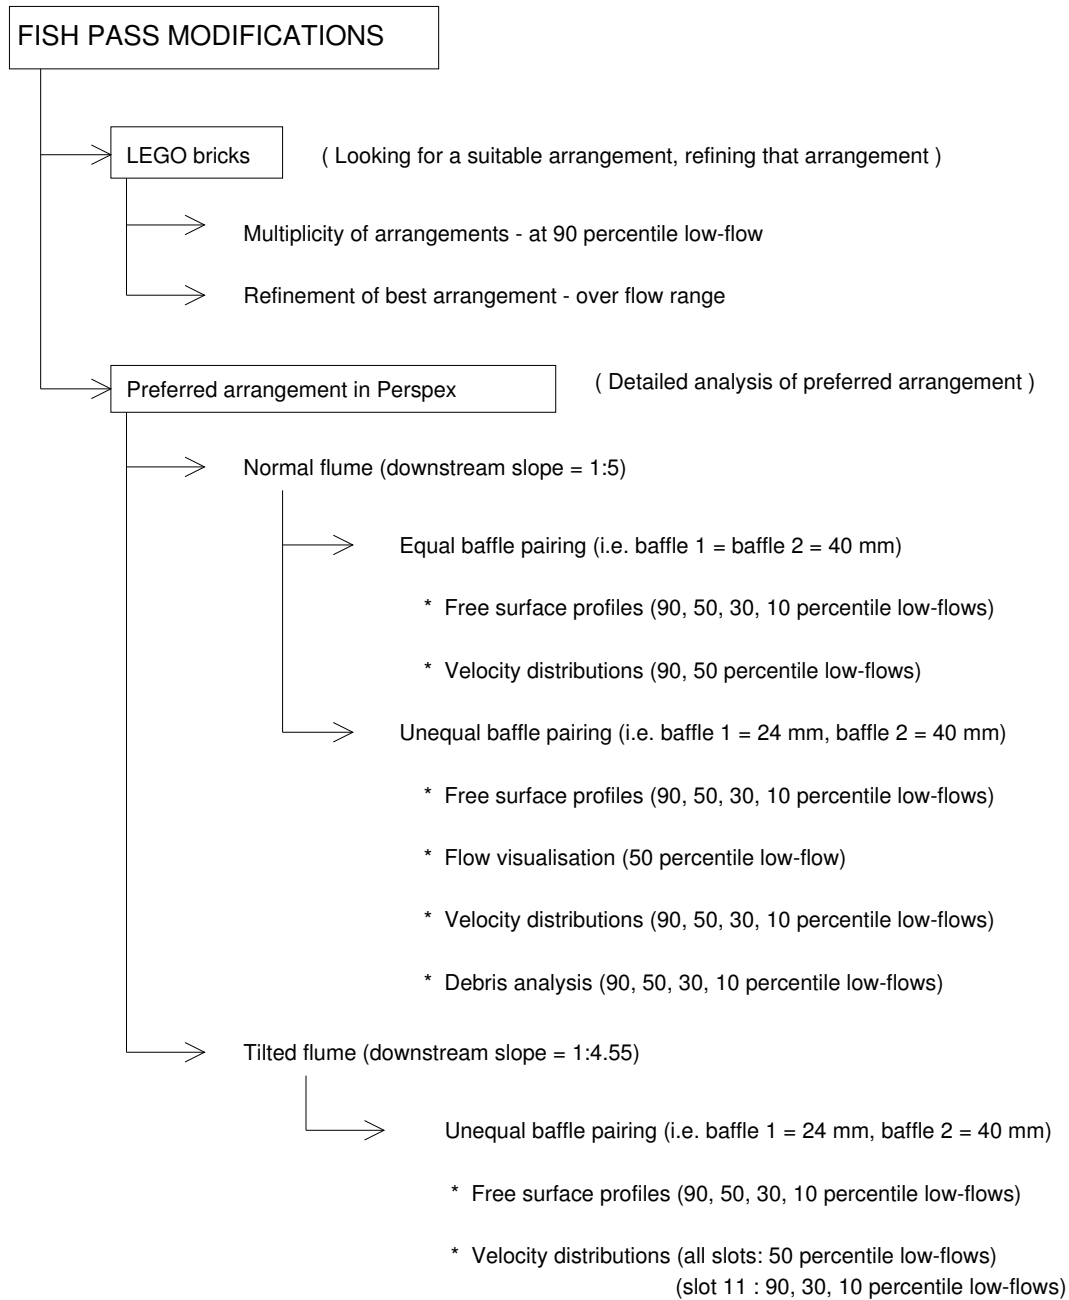 FISH PASS MODIFICATIONS
LEGO bricks ( Looking for a suitable arrangement, refining that arrangement )
Multiplicity of arrangements - at 90 percentile low-flow
Refinement of best arrangement - over flow range
Preferred arrangement in Perspex ( Detailed analysis of preferred arrangement )
Normal flume (downstream slope = 1:5)
Equal baffle pairing (i.e. baffle 1 = baffle 2 = 40 mm)
* Free surface profiles (90, 50, 30, 10 percentile low-flows)
* Velocity distributions (90, 50 percentile low-flows)
Unequal baffle pairing (i.e. baffle 1 = 24 mm, baffle 2 = 40 mm)
* Free surface profiles (90, 50, 30, 10 percentile low-flows)
* Flow visualisation (50 percentile low-flow)
* Velocity distributions (90, 50, 30, 10 percentile low-flows)
* Debris analysis (90, 50, 30, 10 percentile low-flows)
Tilted flume (downstream slope = 1:4.55)
Unequal baffle pairing (i.e. baffle 1 = 24 mm, baffle 2 = 40 mm)
* Free surface profiles (90, 50, 30, 10 percentile low-flows)
* Velocity distributions (all slots: 50 percentile low-flows)
(slot 11 : 90, 30, 10 percentile low-flows)